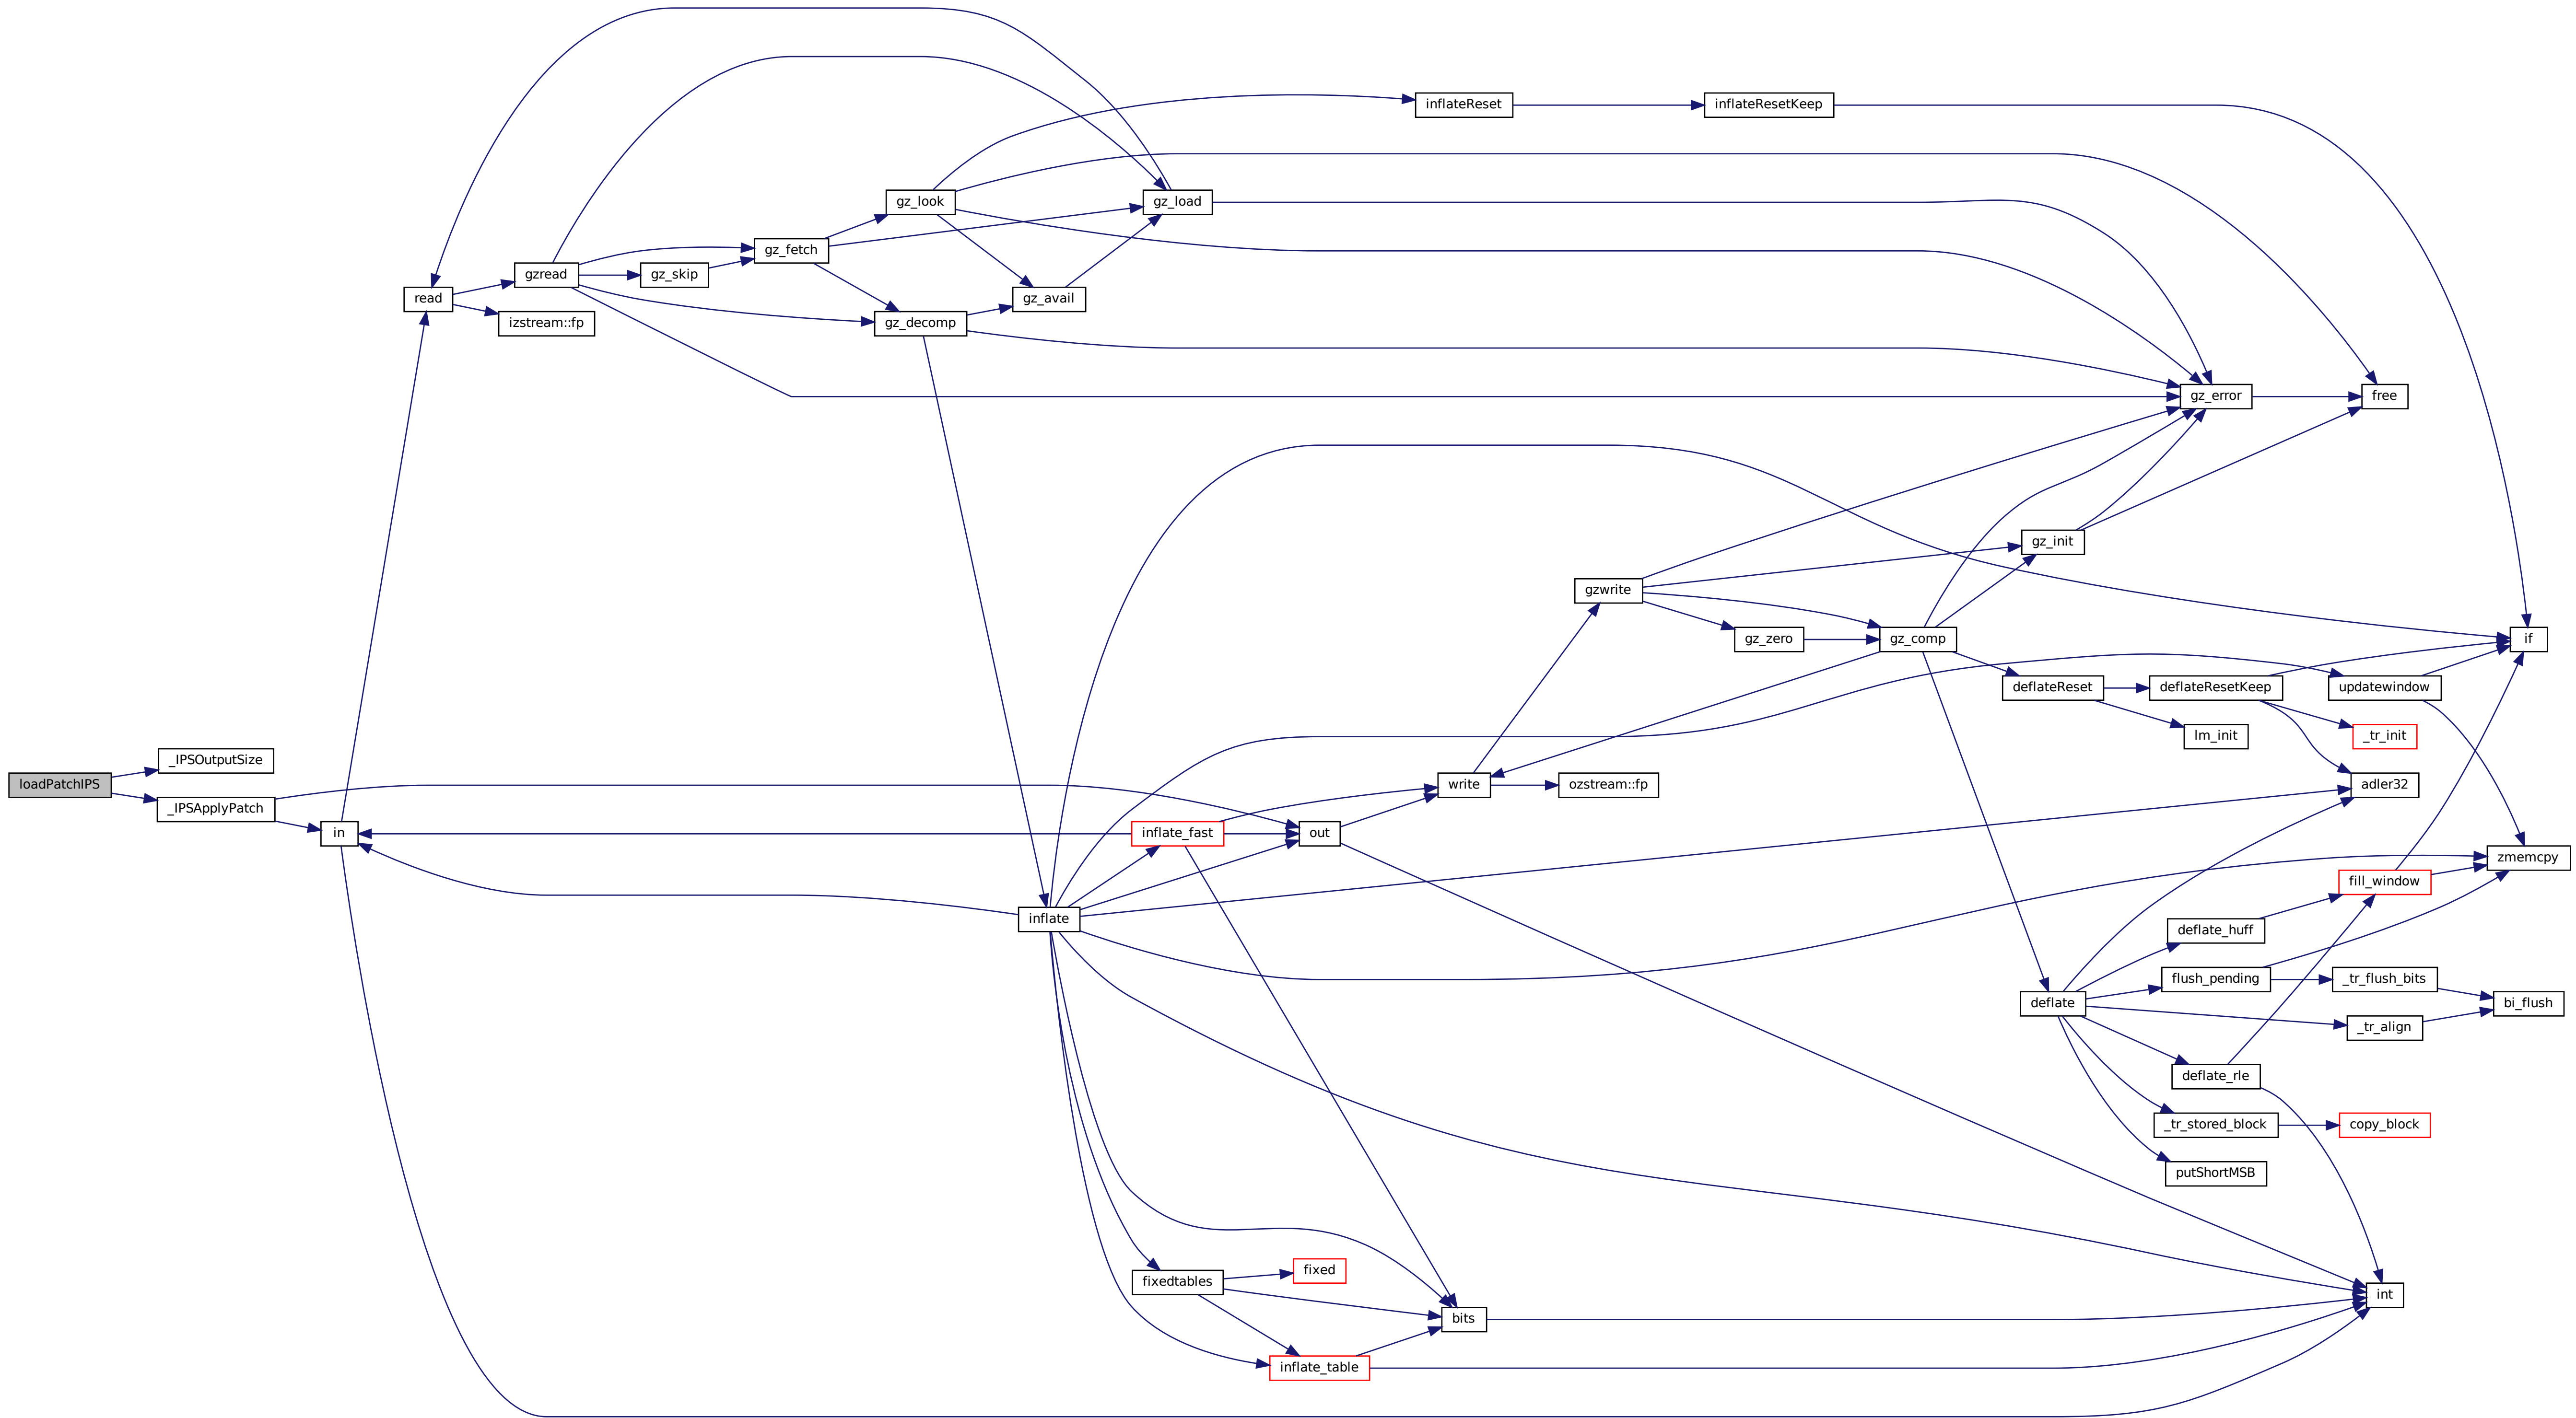 loadPatchIPS
_IPSOutputSize
_IPSApplyPatch
in
read
gzread
izstream::fp
gz_skip
gz_fetch
gz_look
gz_decomp
gz_avail
gz_load
inflateReset
inflateResetKeep
gz_error
free
inflate
inflate_fast
fixedtables
out
fixed
inflate_table
write
bits
ozstream::fp
gzwrite
gz_zero
gz_comp
gz_init
deflateReset
deflateResetKeep
lm_init
deflate
deflate_huff
flush_pending
deflate_rle
_tr_stored_block
putShortMSB
updatewindow
_tr_init
adler32
fill_window
_tr_flush_bits
_tr_align
copy_block
int
if
zmemcpy
bi_flush